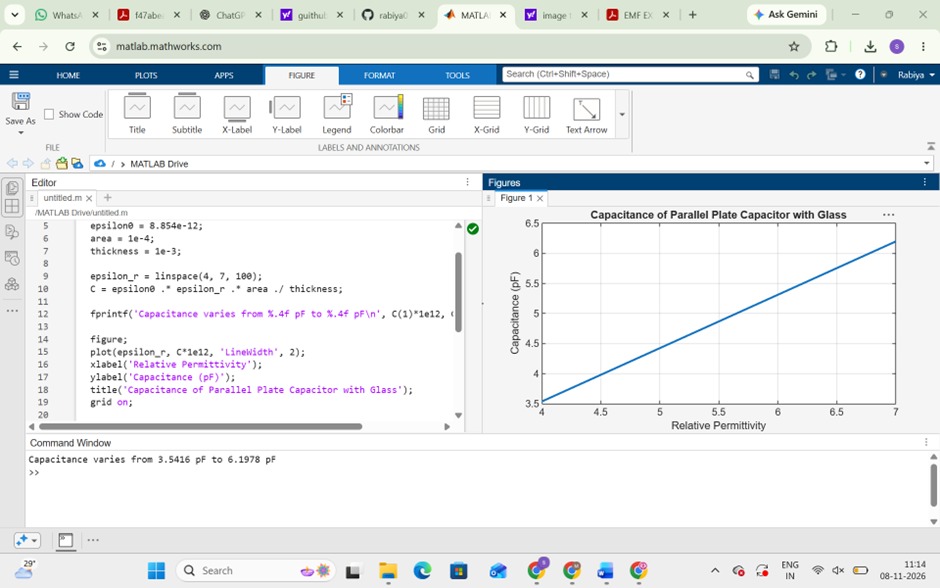 WhatsA
f47abe
ChatGP
guithub
rabiya0
MATLA
image t
EMF EX
Ask Gemini
matlab.mathworks.com
S
HOME PLOTS APPS FIGURE FORMAT TOOLS
Search (Ctrl+Shift+Space)
Rabiya
Save As
Show Code
Title Subtitle X-Label Y-Label Legend Colorbar Grid X-Grid Y-Grid Text Arrow
FILE
LABELS AND ANNOTATIONS
/ > MATLAB Drive
Editor
untitled.m
/MATLAB Drive/untitled.m
5 epsilon0 = 8.854e-12;
6 area = 1e-4;
7 thickness = 1e-3;
8
9 epsilon_r = linspace(4, 7, 100);
10 C = epsilon0 .* epsilon_r .* area ./ thickness;
11
12 fprintf('Capacitance varies from %.4f pF to %.4f pF\n', C(1)*1e12,
13
14 figure;
15 plot(epsilon_r, C*1e12, 'LineWidth', 2);
16 xlabel('Relative Permittivity');
17 ylabel('Capacitance (pF)');
18 title('Capacitance of Parallel Plate Capacitor with Glass');
19 grid on;
20
Figures
Figure 1
Capacitance of Parallel Plate Capacitor with Glass
Capacitance (pF)
6.5
6
5.5
5
4.5
4
3.5
4 4.5 5 5.5 6 6.5 7
Relative Permittivity
Command Window
Capacitance varies from 3.5416 pF to 6.1978 pF
>>
29°
Search
ENG
IN
11:14
08-11-2026